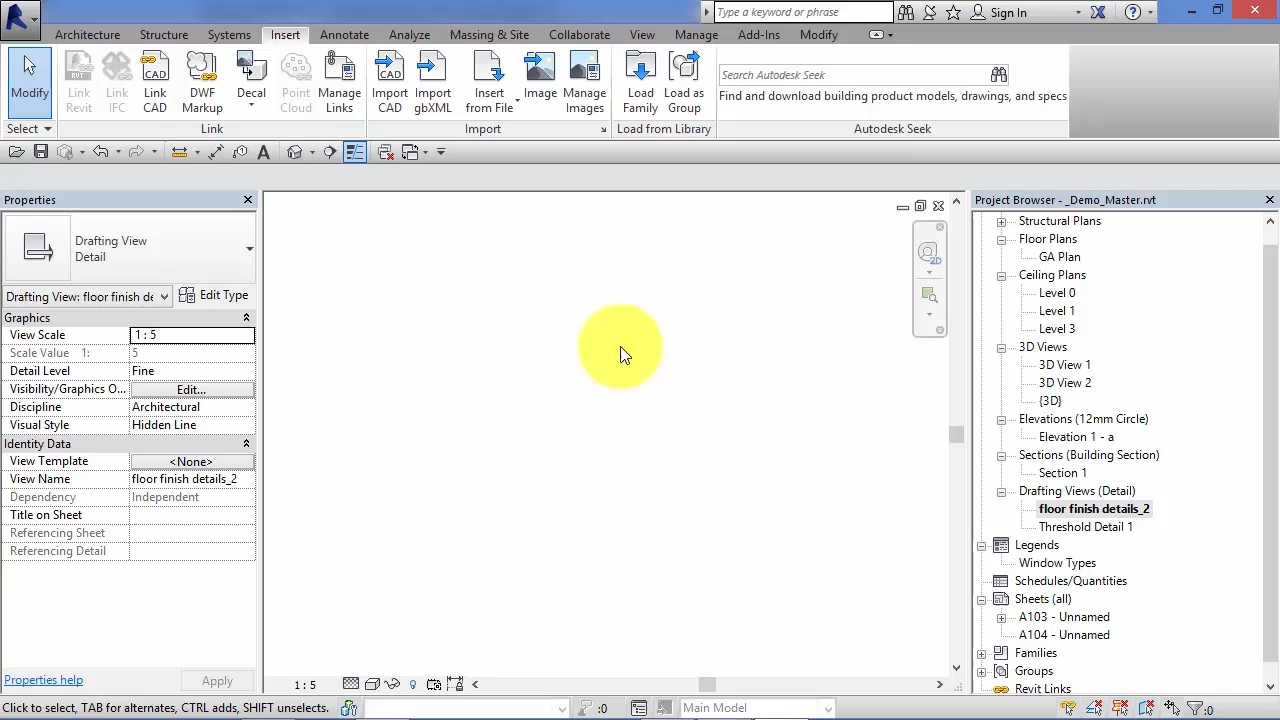 Type a keyword or phrase
Sign In
Architecture Structure Systems Insert Annotate Analyze Massing & Site Collaborate View Manage Add-Ins Modify
Modify
Link Revit
Link IFC
Link CAD
DWF Markup
Decal
Point Cloud
Manage Links
Import CAD
Import gbXML
Insert from File
Image
Manage Images
Load Family
Load as Group
Search Autodesk Seek
Find and download building product models, drawings, and specs
Select Link Import Load from Library Autodesk Seek
Properties
Drafting View
Detail
Drafting View: floor finish de
Edit Type
Graphics
View Scale 1 : 5
Scale Value 1: 5
Detail Level Fine
Visibility/Graphics O... Edit...
Discipline Architectural
Visual Style Hidden Line
Identity Data
View Template <None>
View Name floor finish details_2
Dependency Independent
Title on Sheet
Referencing Sheet
Referencing Detail
Properties help Apply
2D
1 : 5
Project Browser - _Demo_Master.rvt
Structural Plans
Floor Plans
GA Plan
Ceiling Plans
Level 0
Level 1
Level 3
3D Views
3D View 1
3D View 2
{3D}
Elevations (12mm Circle)
Elevation 1 - a
Sections (Building Section)
Section 1
Drafting Views (Detail)
floor finish details_2
Threshold Detail 1
Legends
Window Types
Schedules/Quantities
Sheets (all)
A103 - Unnamed
A104 - Unnamed
Families
Groups
Revit Links
Click to select, TAB for alternates, CTRL adds, SHIFT unselects. :0 Main Model :0